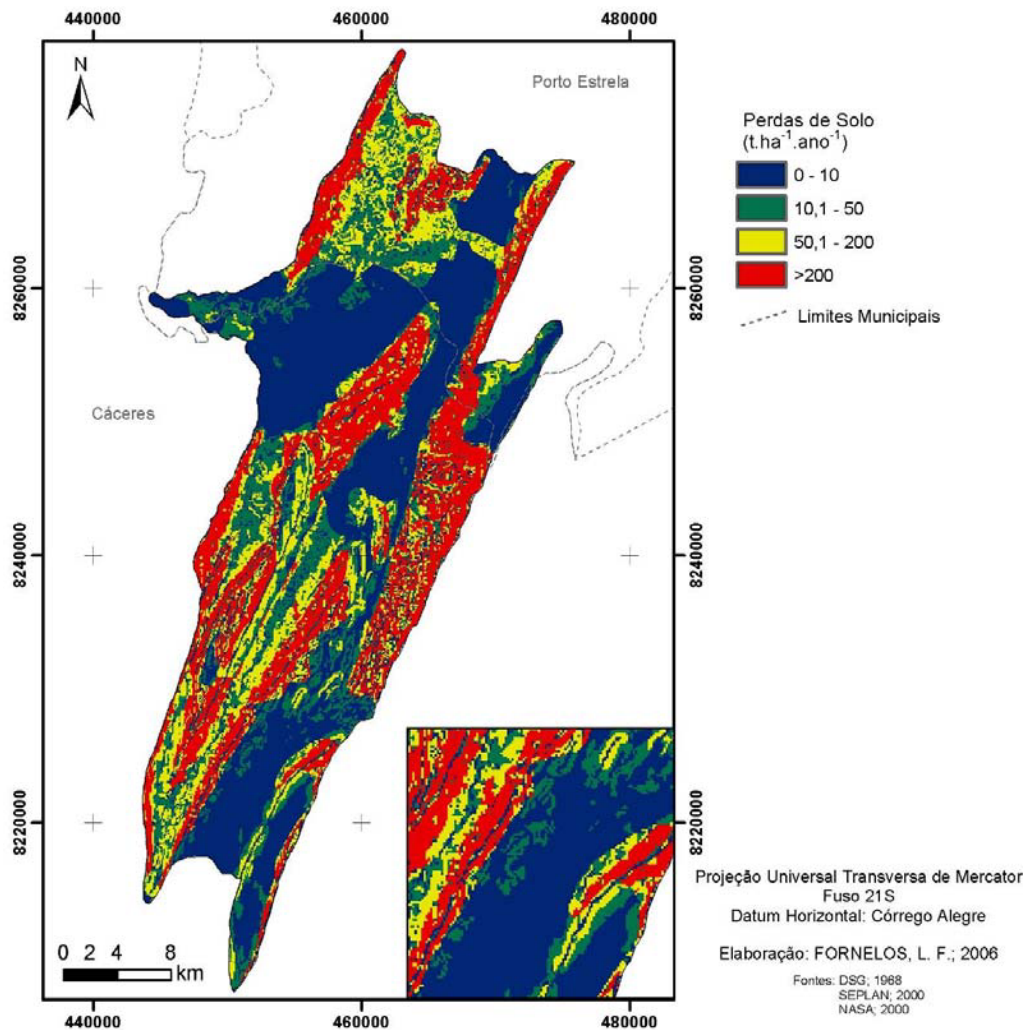 440000 460000 480000
N
Porto Estrela
Perdas de Solo
(t.ha⁻¹.ano⁻¹)
0 - 10
10,1 - 50
50,1 - 200
>200
Limites Municipais
8260000 8260000
Cáceres
8240000 8240000
8220000 8220000
0 2 4 8
km
440000 460000 480000
Projeção Universal Transversa de Mercator
Fuso 21S
Datum Horizontal: Córrego Alegre
Elaboração: FORNELOS, L. F.; 2006
Fontes: DSG; 1968
SEPLAN; 2000
NASA; 2000